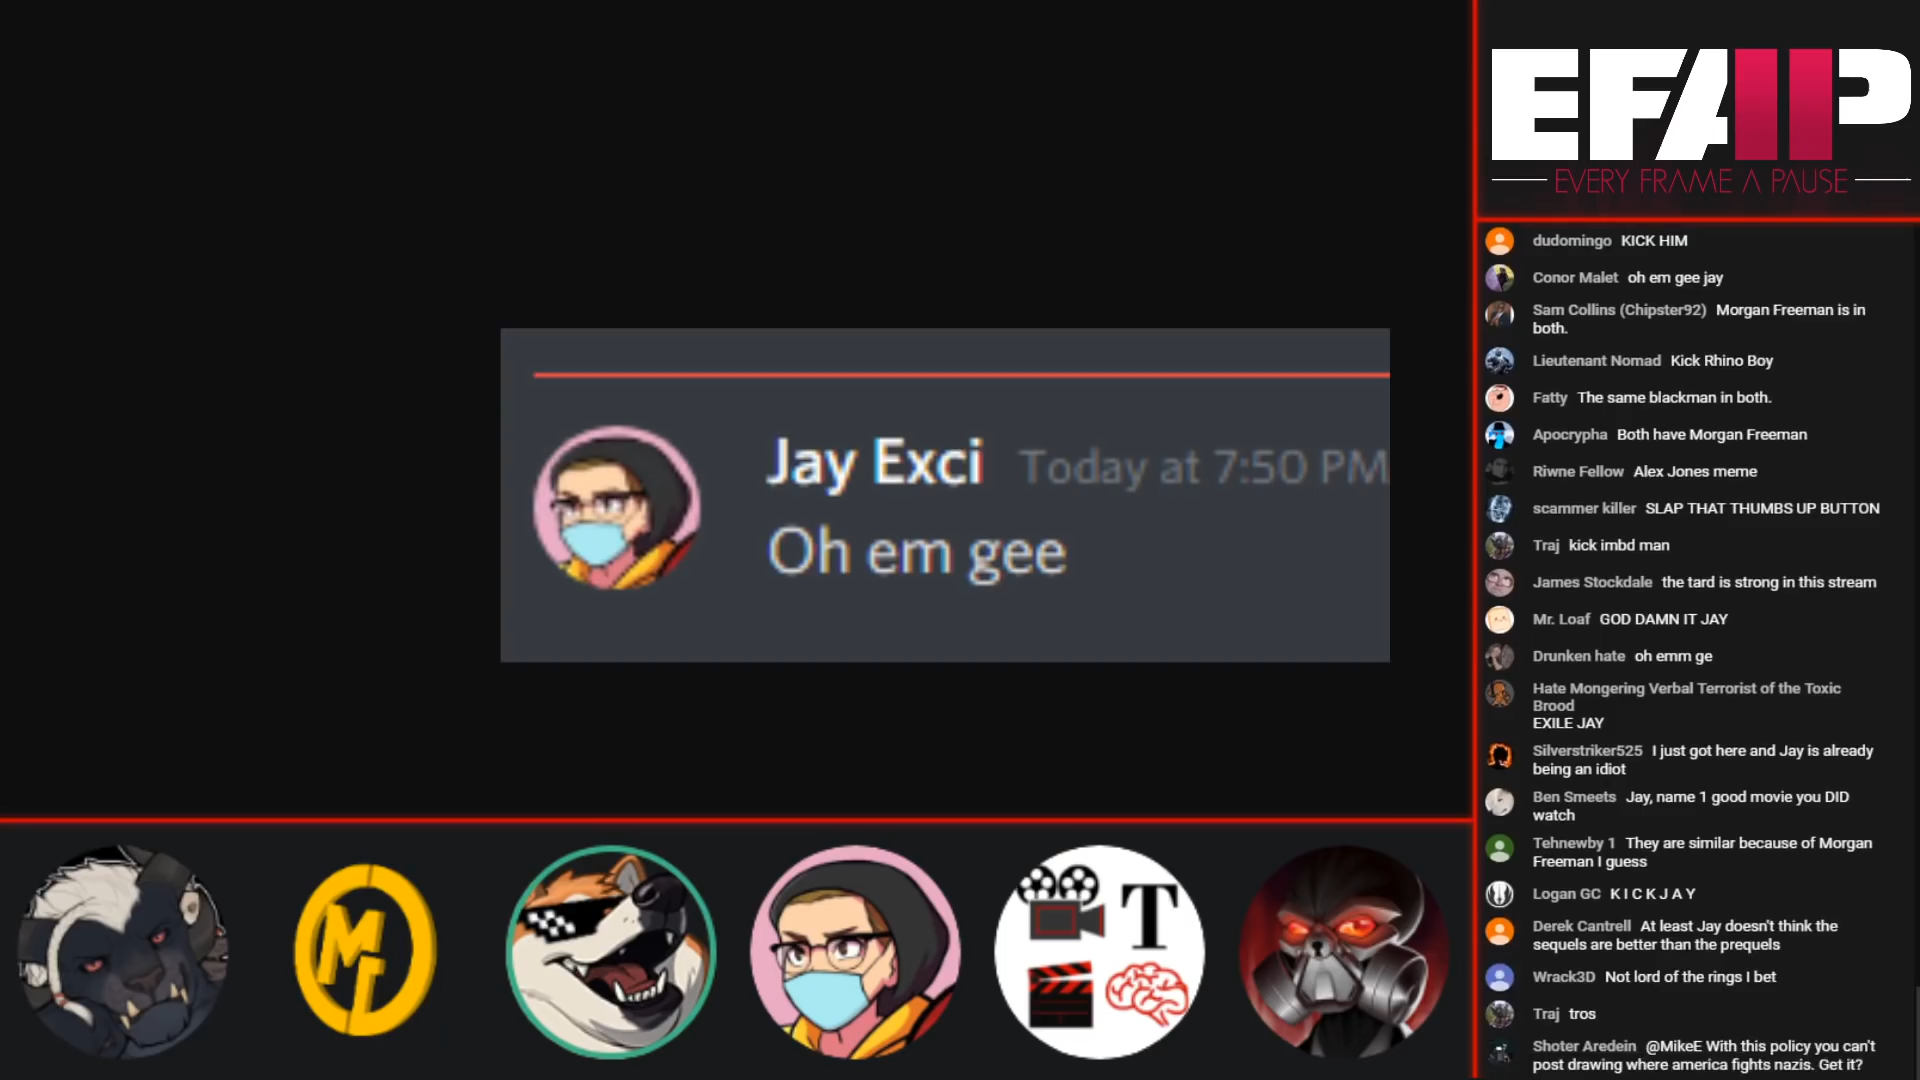 Jay Exci Today at 7:50 PM
Oh em gee
EFAP
EVERY FRAME A PAUSE
dudomingo KICK HIM
Conor Malet oh em gee jay
Sam Collins (Chipster92) Morgan Freeman is in
both.
Lieutenant Nomad Kick Rhino Boy
Fatty The same blackman in both.
Apocrypha Both have Morgan Freeman
Riwne Fellow Alex Jones meme
scammer killer SLAP THAT THUMBS UP BUTTON
Traj kick imbd man
James Stockdale the tard is strong in this stream
Mr. Loaf GOD DAMN IT JAY
Drunken hate oh emm ge
Hate Mongering Verbal Terrorist of the Toxic
Brood
EXILE JAY
Silverstriker525 I just got here and Jay is already
being an idiot
Ben Smeets Jay, name 1 good movie you DID
watch
Tehnewby 1 They are similar because of Morgan
Freeman I guess
Logan GC K I C K J A Y
Derek Cantrell At least Jay doesn't think the
sequels are better than the prequels
Wrack3D Not lord of the rings I bet
Traj tros
Shoter Aredein @MikeE With this policy you can't
post drawing where america fights nazis. Get it?
M
T